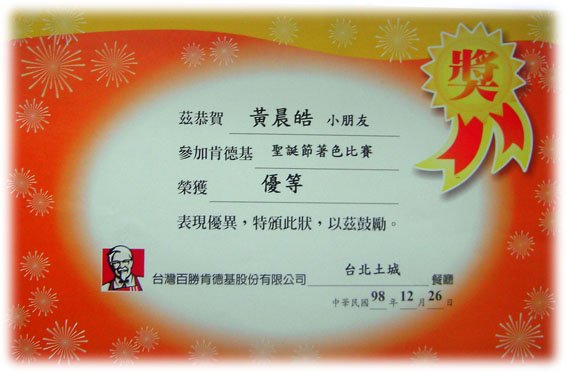 獎
茲恭賀 黃晨皓 小朋友
參加肯德基 聖誕節著色比賽
榮獲 優等
表現優異，特頒此狀，以茲鼓勵。
台灣百勝肯德基股份有限公司 台北土城 餐廳
中華民國 98 年 12 月 26 日